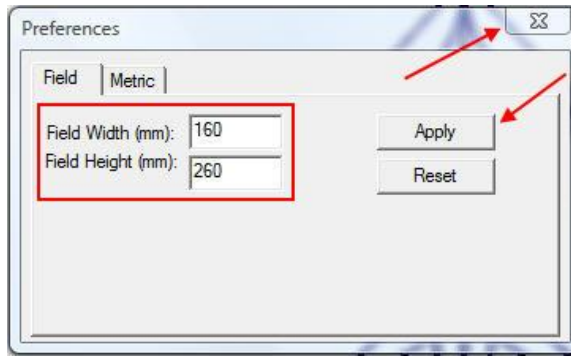 Preferences
Field Metric
Field Width (mm): 160 Apply
Field Height (mm): 260 Reset